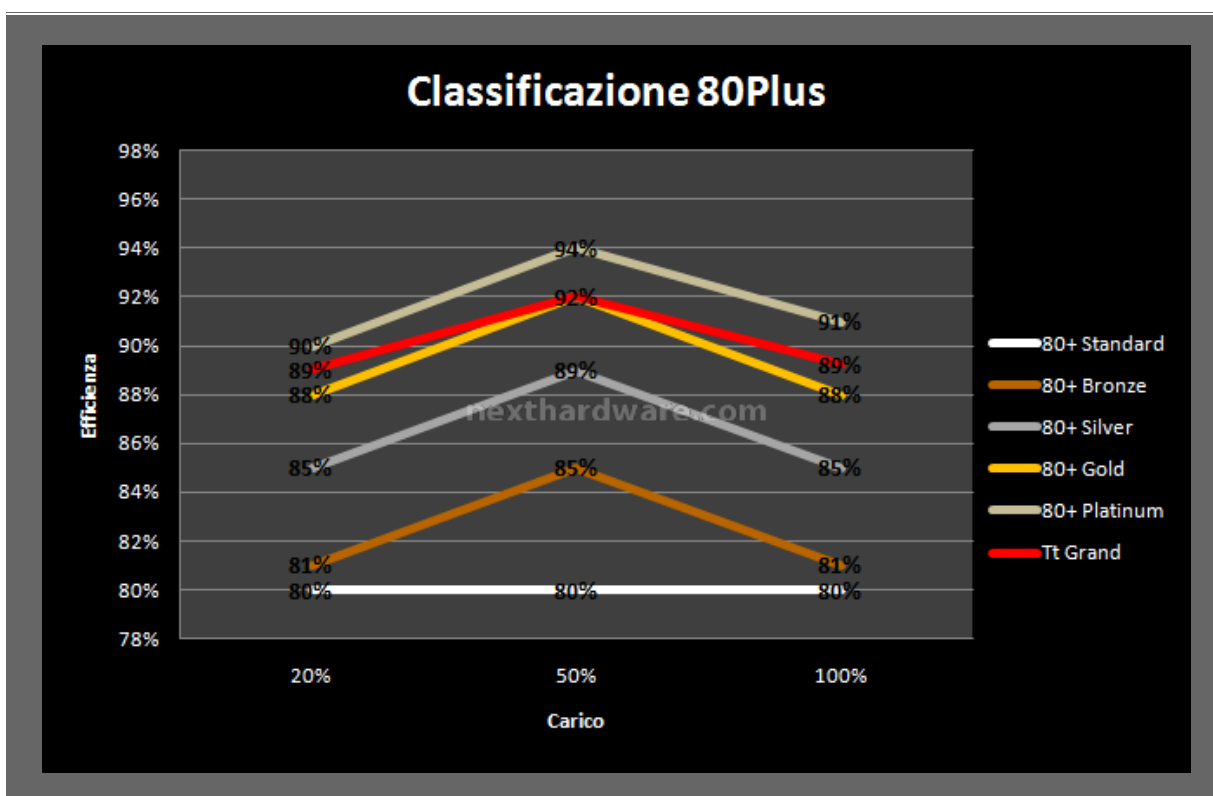 Classificazione 80Plus
98%
96%
94%
92%
90%
88%
86%
84%
82%
80%
78%
Efficienza
90% 94% 91%
89% 92% 89%
88% 88%
85% 89% 85%
81% 85% 81%
80% 80% 80%
nexthardware.com
20% 50% 100%
Carico
80+ Standard
80+ Bronze
80+ Silver
80+ Gold
80+ Platinum
Tt Grand